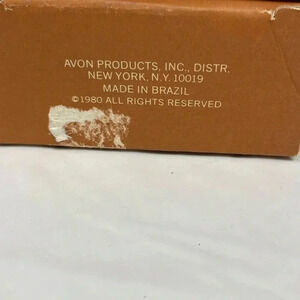 AVON PRODUCTS, INC., DISTR.
NEW YORK, N.Y. 10019
MADE IN BRAZIL
©1980 ALL RIGHTS RESERVED